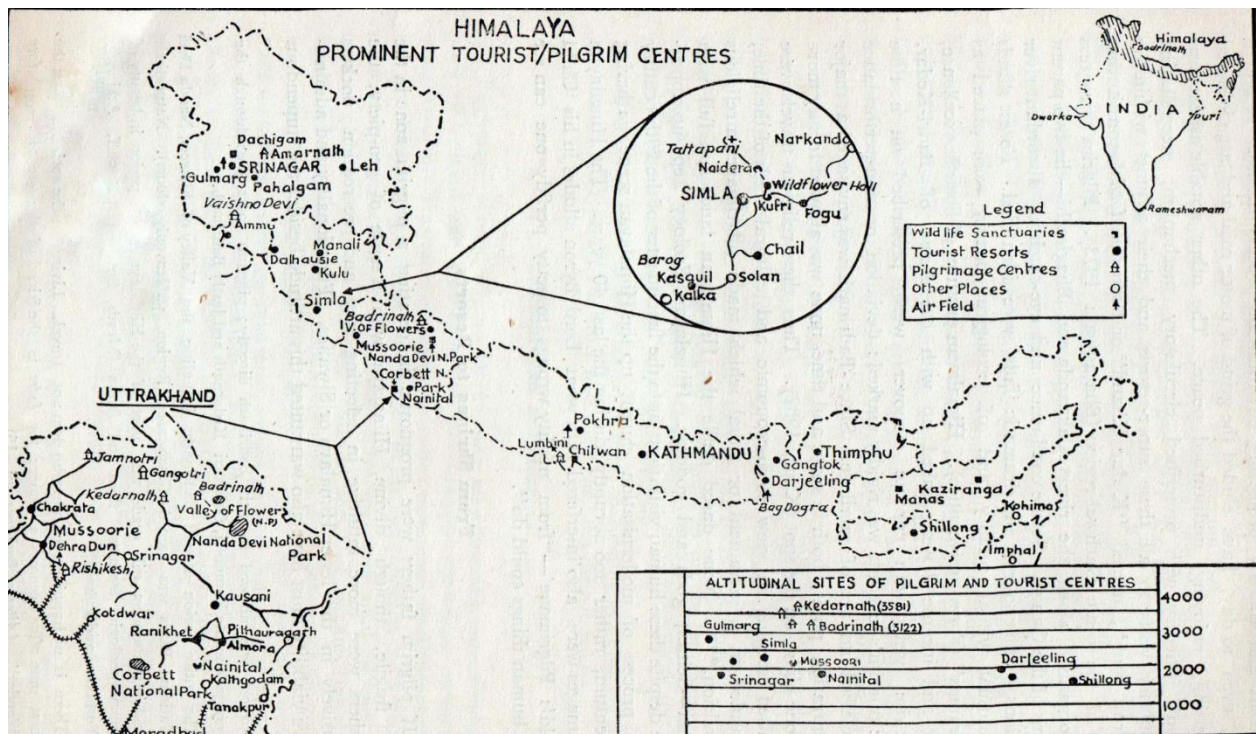 HIMALAYA
PROMINENT TOURIST/PILGRIM CENTRES
Dachigam
Amarnath
SRINAGAR
Leh
Gulmarg
Pahalgam
Vaishno Devi
Ammu
Manali
Dalhausie
Kulu
Simla
Badrinath
V. OF Flowers
Mussoorie
Nanda Devi N. Park
Corbett N.
Park
Nainital
Pokhra
Lumbini
Chitwan
KATHMANDU
Gangtok
Thimphu
Darjeeling
Bag Dogra
Manas
Kaziranga
Kohima
Shillong
Imphal
Narkanda
Tattapani
Naidera
Wildflower Hall
SIMLA
Kufri
Fogu
Chail
Barog
Solan
Kasauil
Kalka
Himalaya
Badrinath
INDIA
Dworka
Puri
Rameshwaram
Legend
Wildlife Sanctuaries
Tourist Resorts
Pilgrimage Centres
Other Places
Air Field
UTTRAKHAND
Jamnotri
Gangotri
Kedarnath
Badrinath
Chakrata
Valley of Flower
(N.P)
Mussoorie
Nanda Devi National
Park
Dehra Dun
Srinagar
Rishikesh
Kausani
Kotdwar
Ranikhet
Pilhauragarh
Almora
Nainital
Corbett
National Park
Kathgodam
Tanakpur
Moradbad
ALTITUDINAL SITES OF PILGRIM AND TOURIST CENTRES
4000
Kedarnath (3581)
Gulmarg
Badrinath (3122)
3000
Simla
Mussoori
Darjeeling
2000
Srinagar
Nainital
Shillong
1000